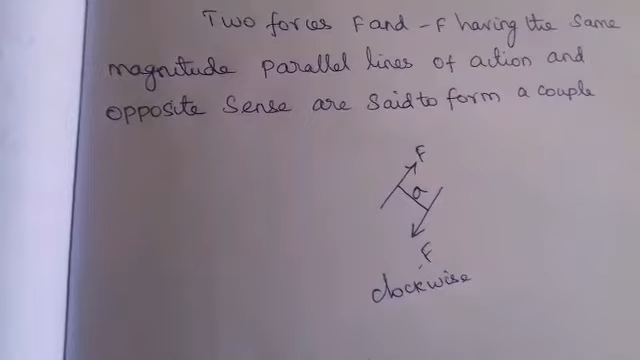 Two forces F and -F having the same
magnitude parallel lines of action and
opposite sense are said to form a couple
F
a
F
clockwise